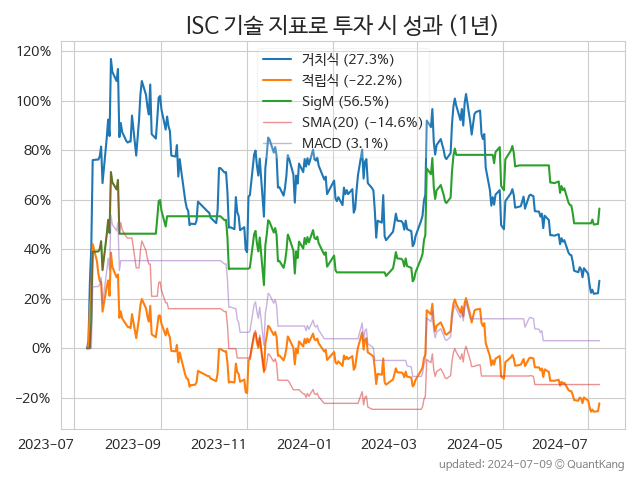 ISC 기술 지표로 투자 시 성과 (1년)
거치식 (27.3%)
적립식 (−22.2%)
SigM (56.5%)
SMA(20) (−14.6%)
MACD (3.1%)
120%
100%
80%
60%
40%
20%
0%
−20%
2023-07
2023-09
2023-11
2024-01
2024-03
2024-05
2024-07
updated: 2024-07-09 © QuantKang